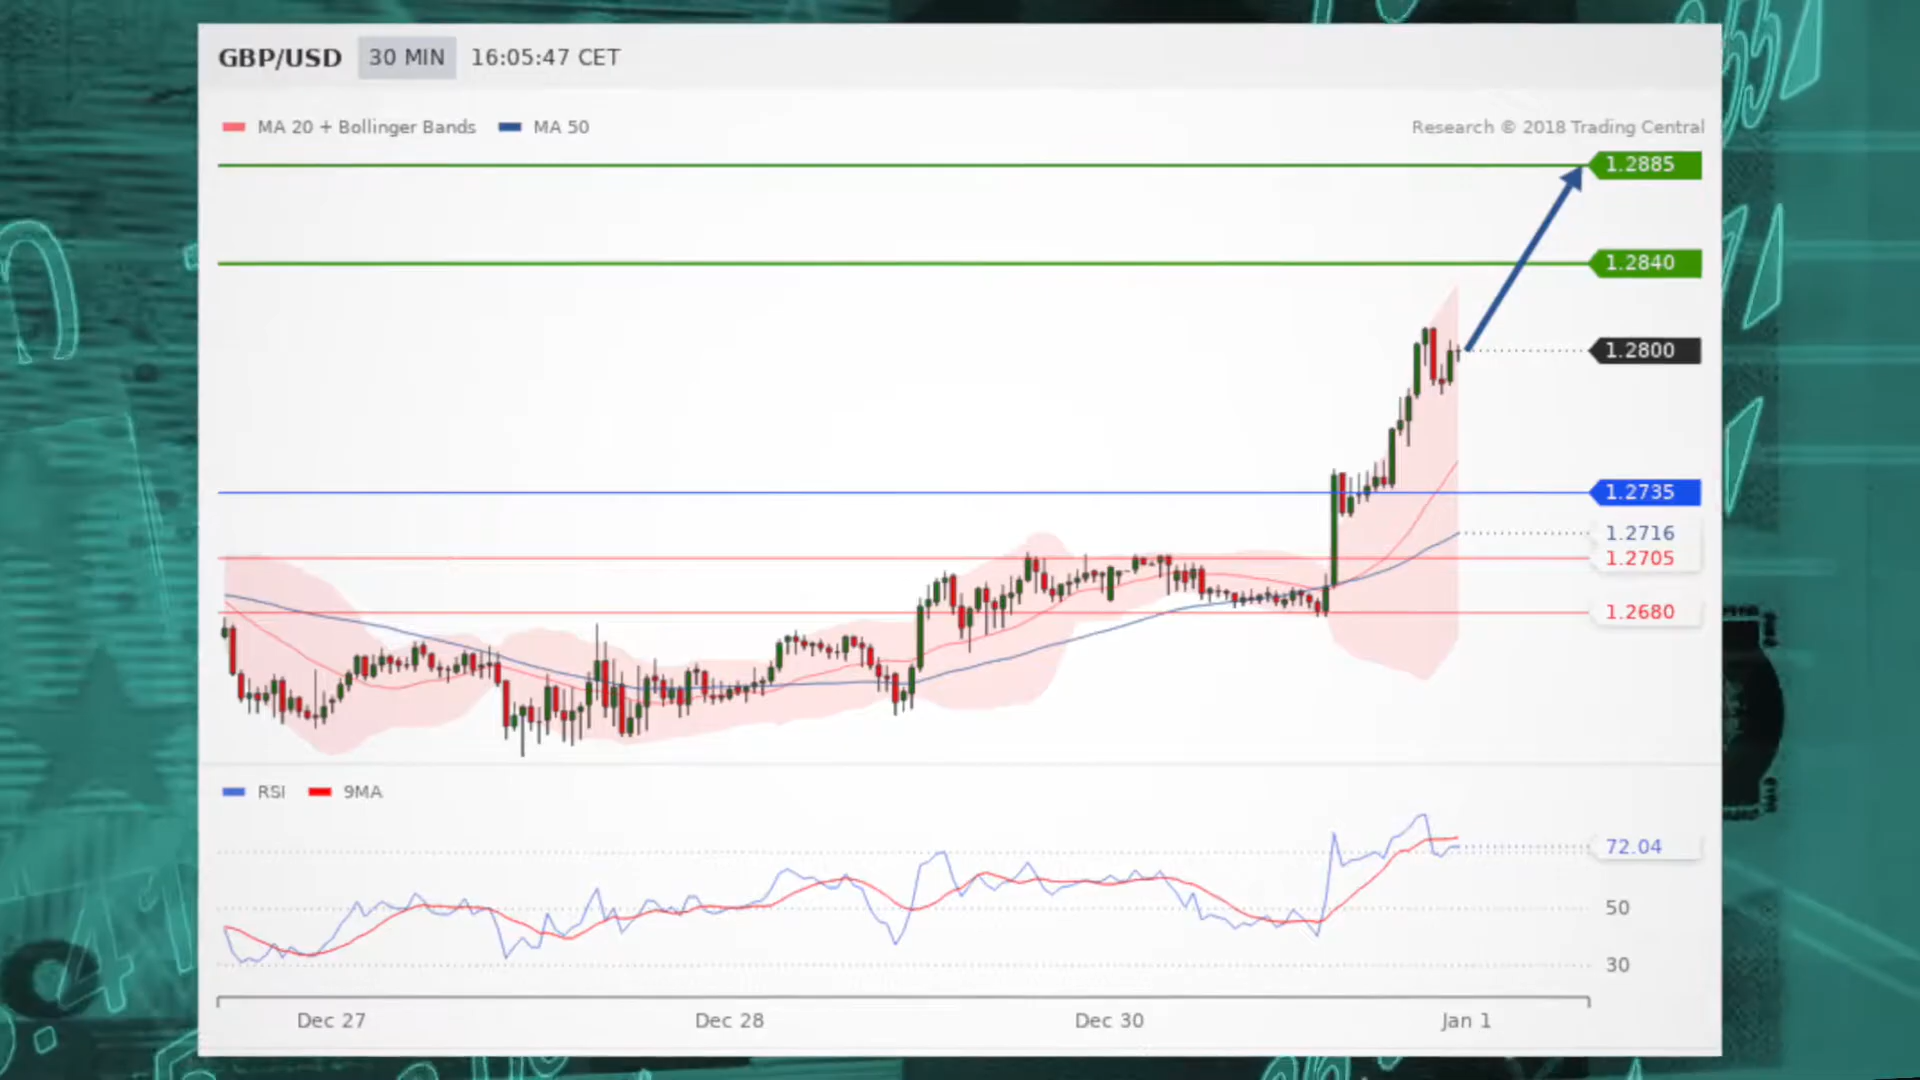 GBP/USD 30 MIN 16:05:47 CET
MA 20 + Bollinger Bands MA 50 Research © 2018 Trading Central
1.2885
1.2840
1.2800
1.2735
1.2716
1.2705
1.2680
RSI 9MA
72.04
50
30
Dec 27 Dec 28 Dec 30 Jan 1